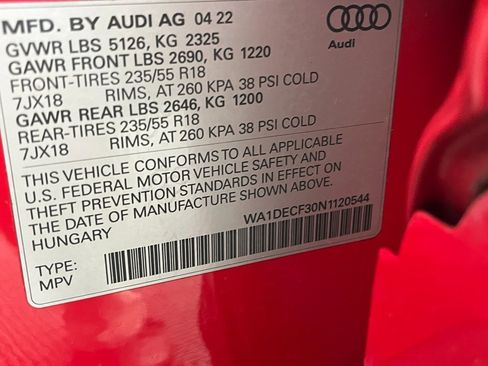 MFD. BY AUDI AG 04 22
GVWR LBS 5126, KG 2325
GAWR FRONT LBS 2690, KG 1220
FRONT-TIRES 235/55 R18
7JX18 RIMS, AT 260 KPA 38 PSI COLD
GAWR REAR LBS 2646, KG 1200
REAR-TIRES 235/55 R18
7JX18 RIMS, AT 260 KPA 38 PSI COLD
THIS VEHICLE CONFORMS TO ALL APPLICABLE
U.S. FEDERAL MOTOR VEHICLE SAFETY AND
THEFT PREVENTION STANDARDS IN EFFECT ON
THE DATE OF MANUFACTURE SHOWN ABOVE.
HUNGARY
WA1DECF30N1120544
TYPE:
MPV
Audi